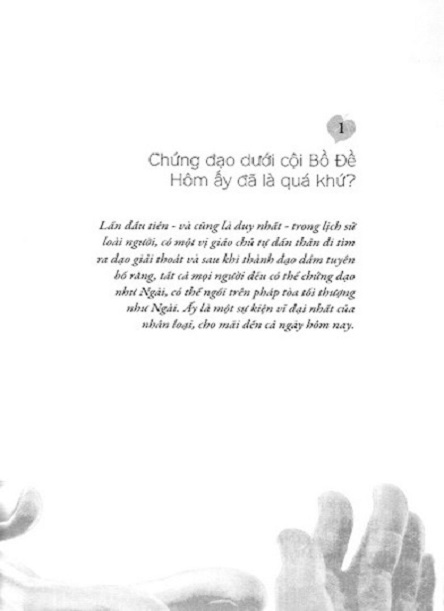 1
Chứng đạo dưới cội Bồ Đề
Hôm ấy đã là quá khứ?
Lần đầu tiên - và cũng là duy nhất - trong lịch sử
loài người, có một vị giáo chủ tự dấn thân đi tìm
ra đạo giải thoát và sau khi thành đạo dám tuyên
bố rằng, tất cả mọi người đều có thể chứng đạo
như Ngài, có thể ngồi trên pháp tòa tối thượng
như Ngài. Ấy là một sự kiện vĩ đại nhất của
nhân loại, cho mãi đến cả ngày hôm nay.